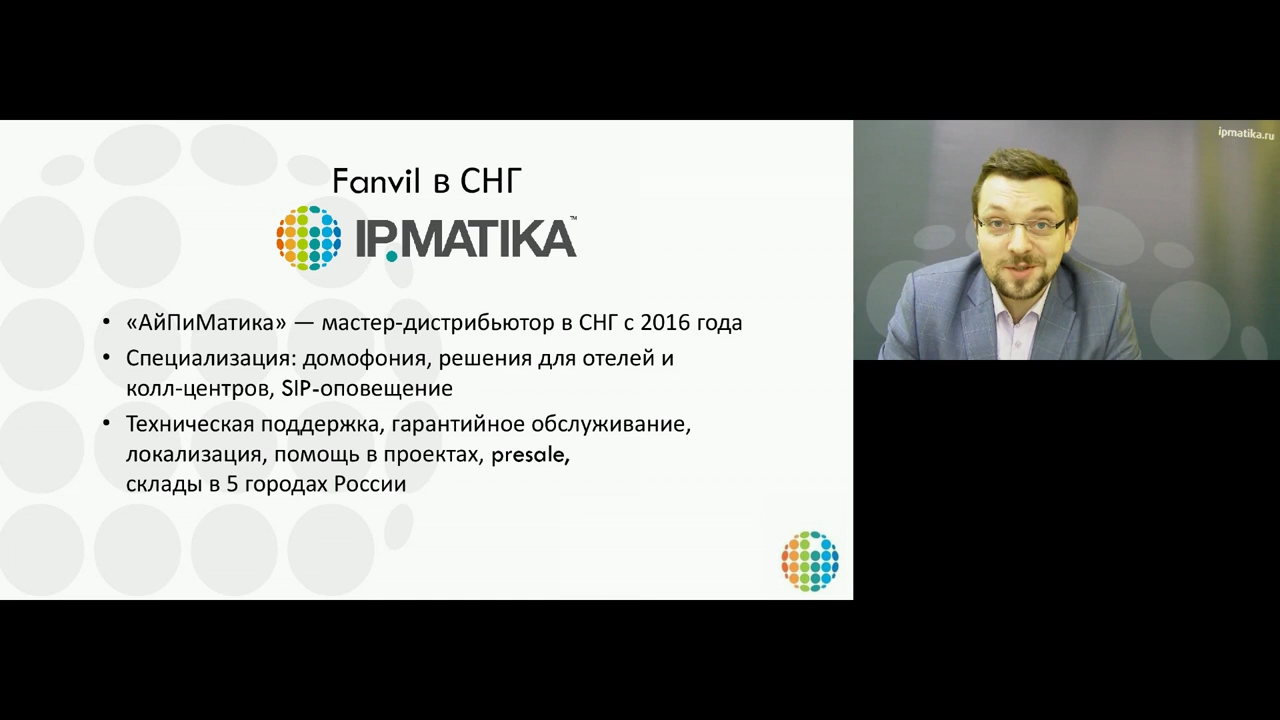 Fanvil в СНГ
IP.MATIKA™
• «АйПиМатика» — мастер-дистрибьютор в СНГ с 2016 года
• Специализация: домофония, решения для отелей и
колл-центров, SIP-оповещение
• Техническая поддержка, гарантийное обслуживание,
локализация, помощь в проектах, presale,
склады в 5 городах России
ipmatika.ru